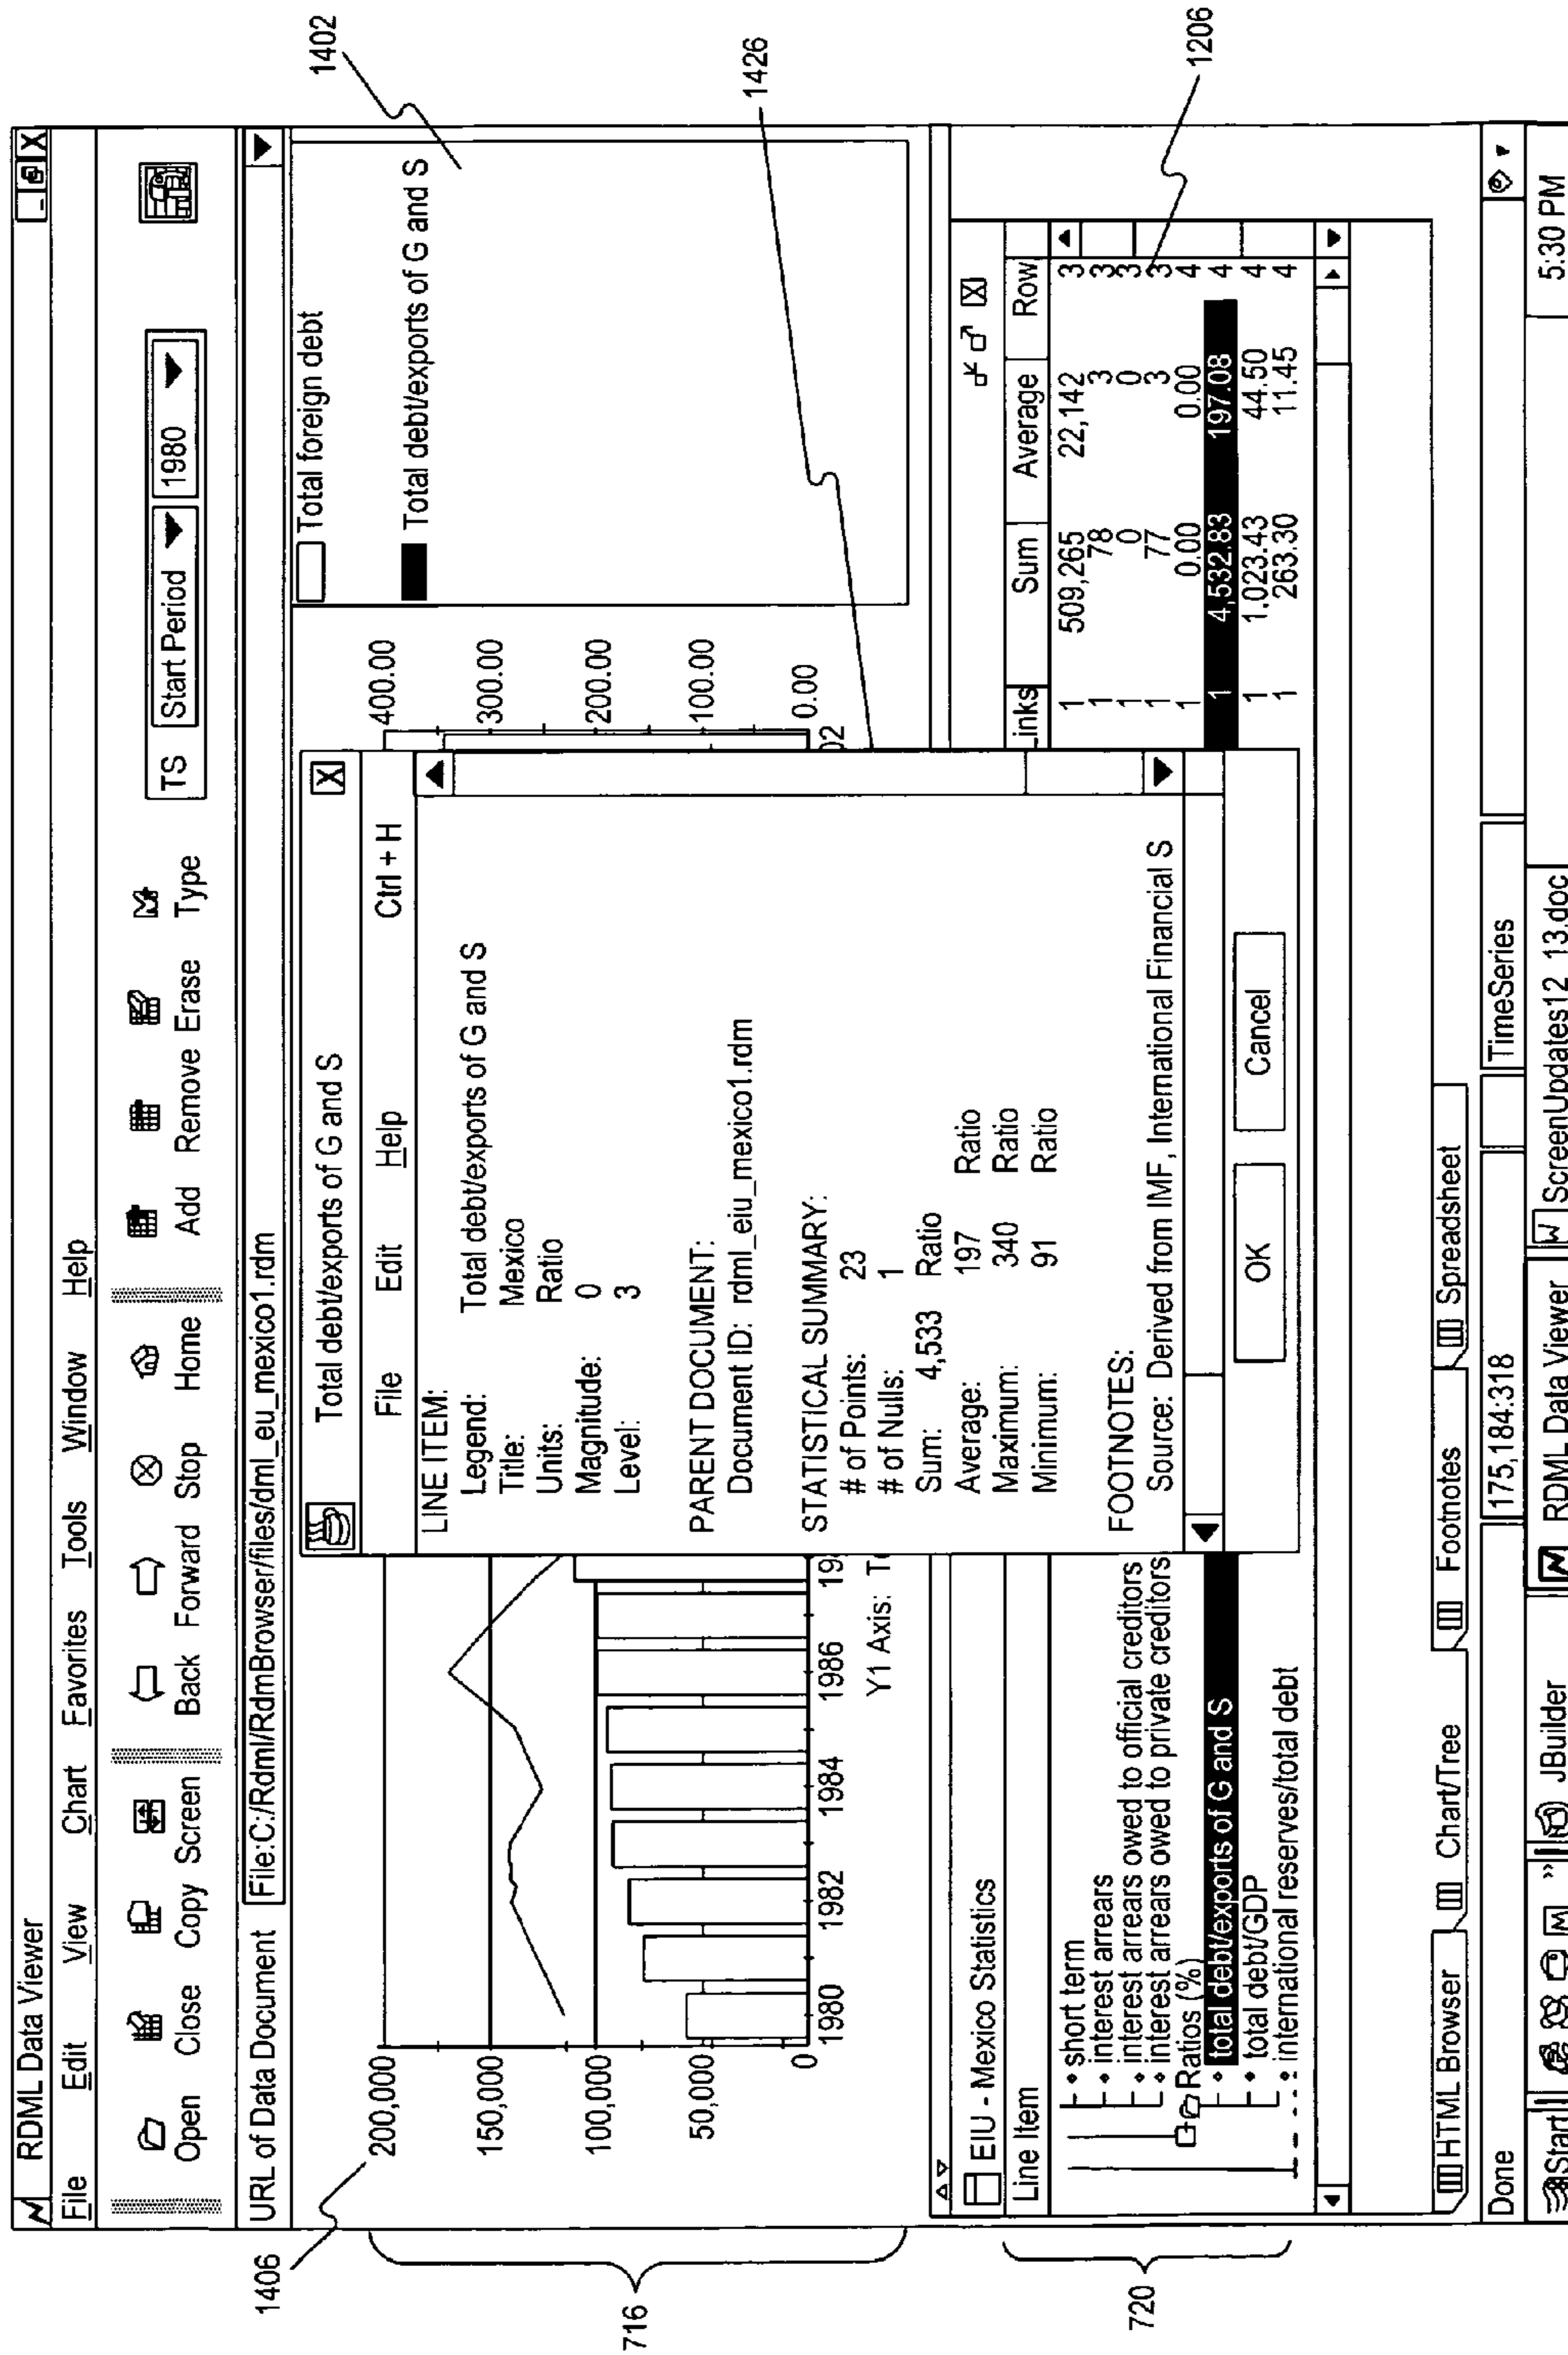 RDML Data Viewer
File Edit View Chart Favorites Tools Window Help
Open Close Copy Screen Back Forward Stop Home Add Remove Erase Type
TS Start Period 1980
URL of Data Document File:C:/Rdml/RdmBrowser/files/dml_eu_mexico1.rdm
1406
716
200,000
150,000
100,000
50,000
0
1980 1982 1984 1986 19
Y1 Axis: T
400.00
300.00
200.00
100.00
0.00
02
Total foreign debt
Total debt/exports of G and S
1402
1426
Total debt/exports of G and S
File Edit Help Ctrl + H
LINE ITEM:
Legend: Total debt/exports of G and S
Title: Mexico
Units: Ratio
Magnitude: 0
Level: 3
PARENT DOCUMENT:
Document ID: rdml_eiu_mexico1.rdm
STATISTICAL SUMMARY:
# of Points: 23
# of Nulls: 1
Sum: 4,533 Ratio
Average: 197 Ratio
Maximum: 340 Ratio
Minimum: 91 Ratio
FOOTNOTES:
Source: Derived from IMF, International Financial S
OK Cancel
720
EIU - Mexico Statistics
Line Item inks Sum Average Row
short term 1 509,265 22,142 3
interest arrears 1 78 3 3
interest arrears owed to official creditors 1 0 0 3
interest arrears owed to private creditors 1 77 3 3
Ratios (%) 1 0.00 0.00 4
total debt/exports of G and S 1 4,532.83 197.08 4
total debt/GDP 1 1,023.43 44.50 4
international reserves/total debt 1 263.30 11.45 4
1206
HTML Browser Chart/Tree Footnotes Spreadsheet
Done 175,184:318 TimeSeries
Start M » JBuilder RDML Data Viewer W ScreenUpdates12_13.doc 5:30 PM